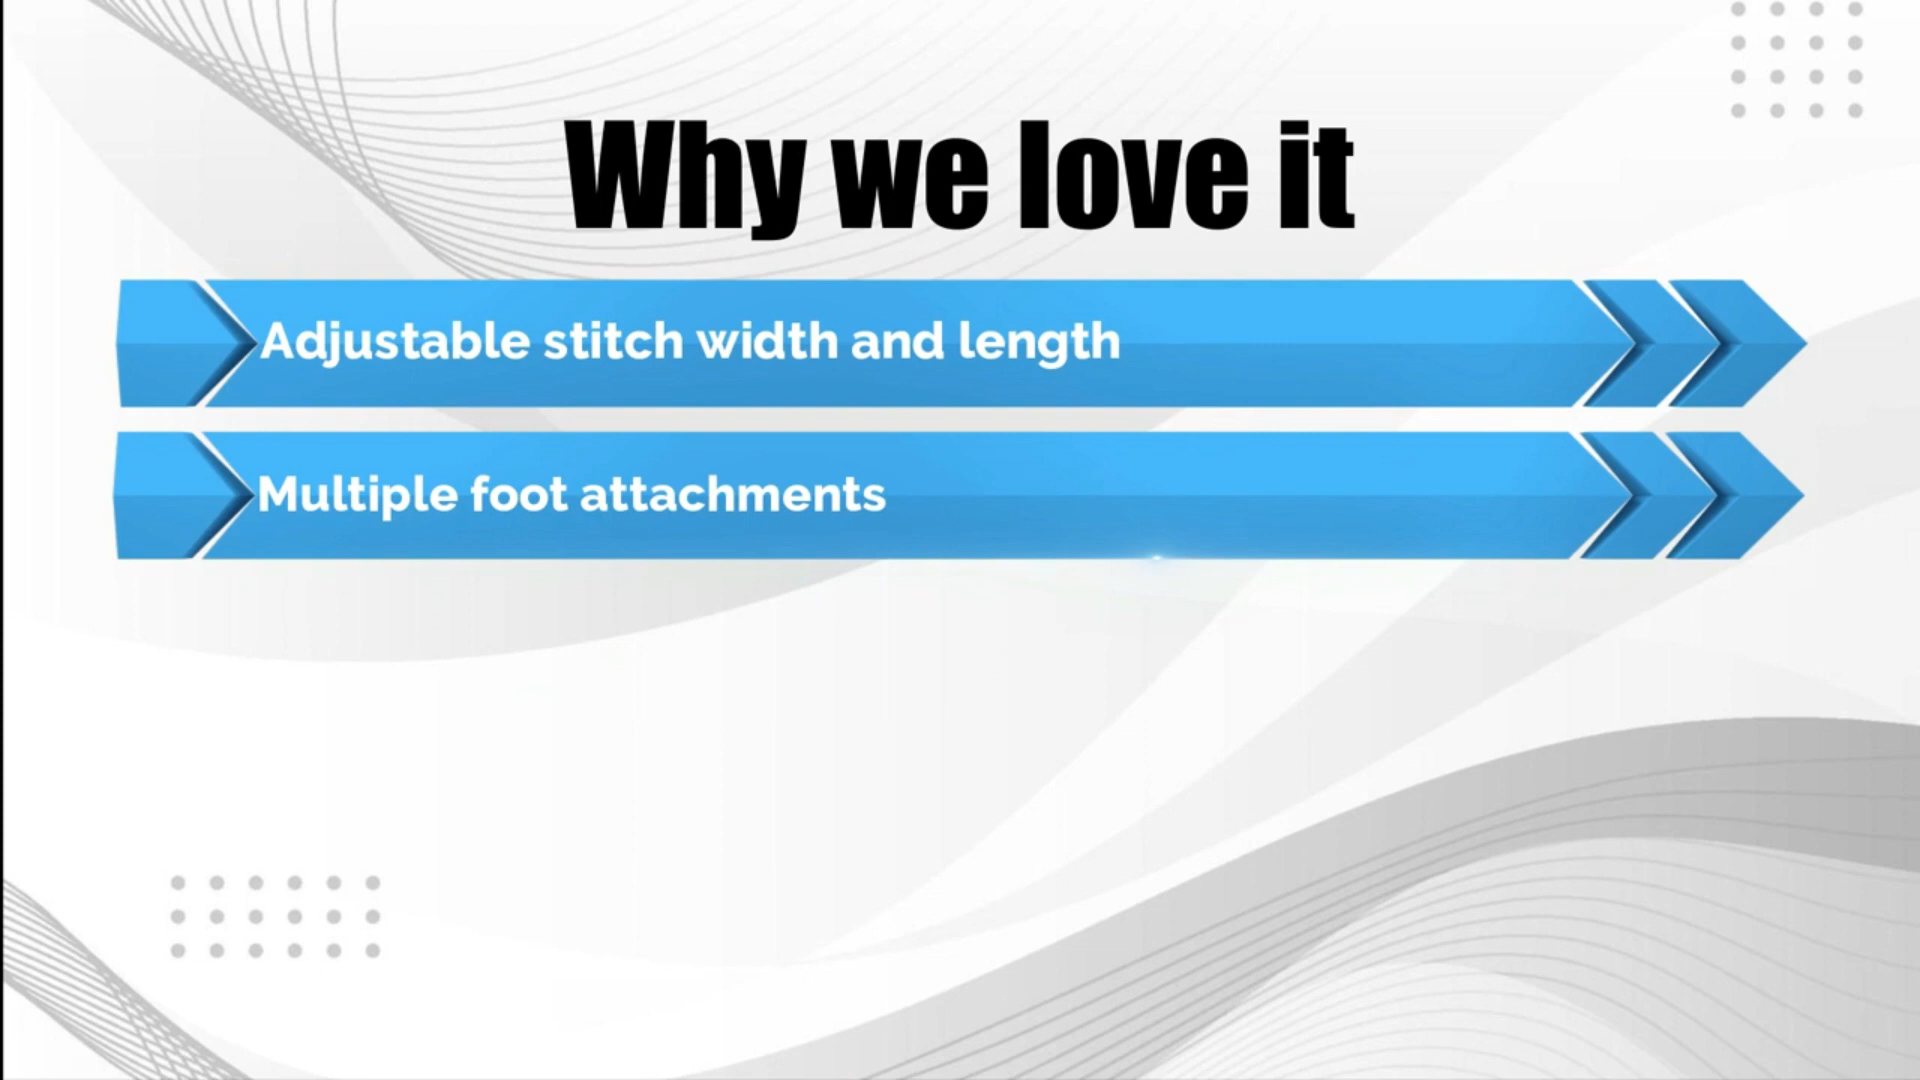 Why we love it
Adjustable stitch width and length
Multiple foot attachments